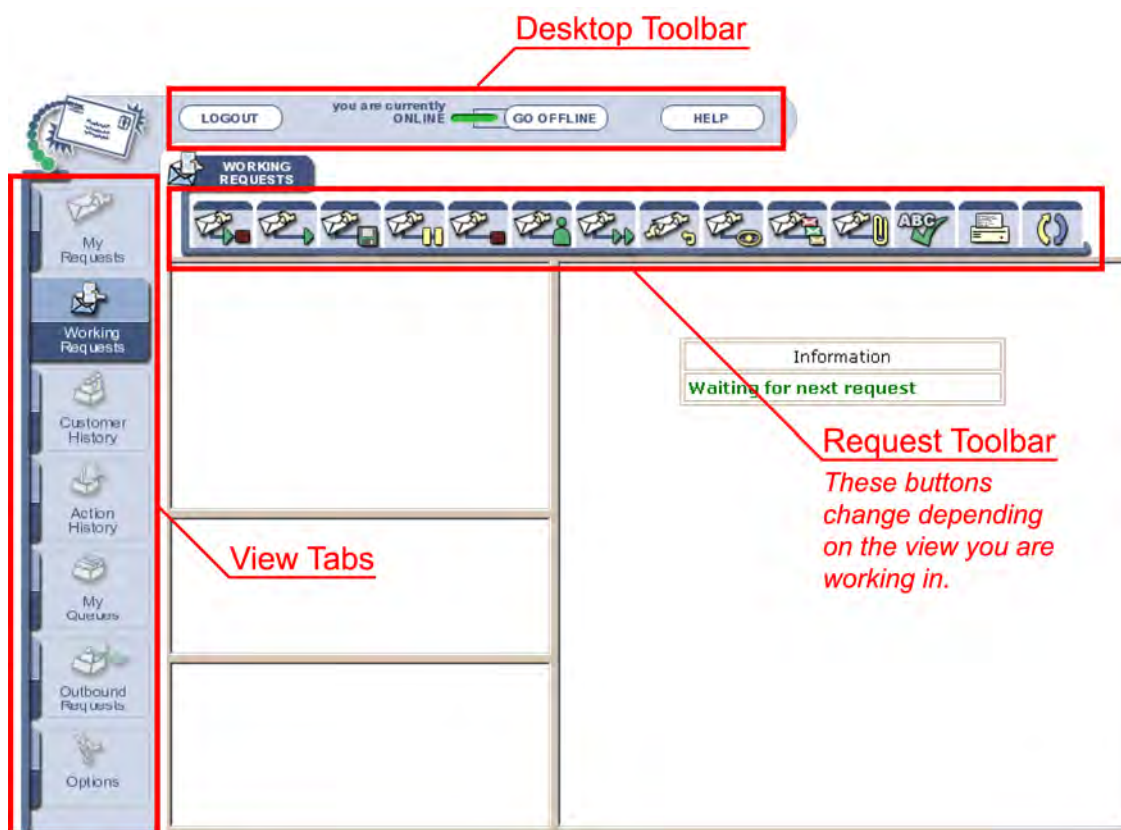 Desktop Toolbar
LOGOUT
you are currently
ONLINE
GO OFFLINE
HELP
WORKING
REQUESTS
My
Requests
ABC
Working
Requests
Information
Waiting for next request
Customer
History
Request Toolbar
These buttons
change depending
on the view you are
working in.
Action
History
View Tabs
My
Queues
Outbound
Requests
Options